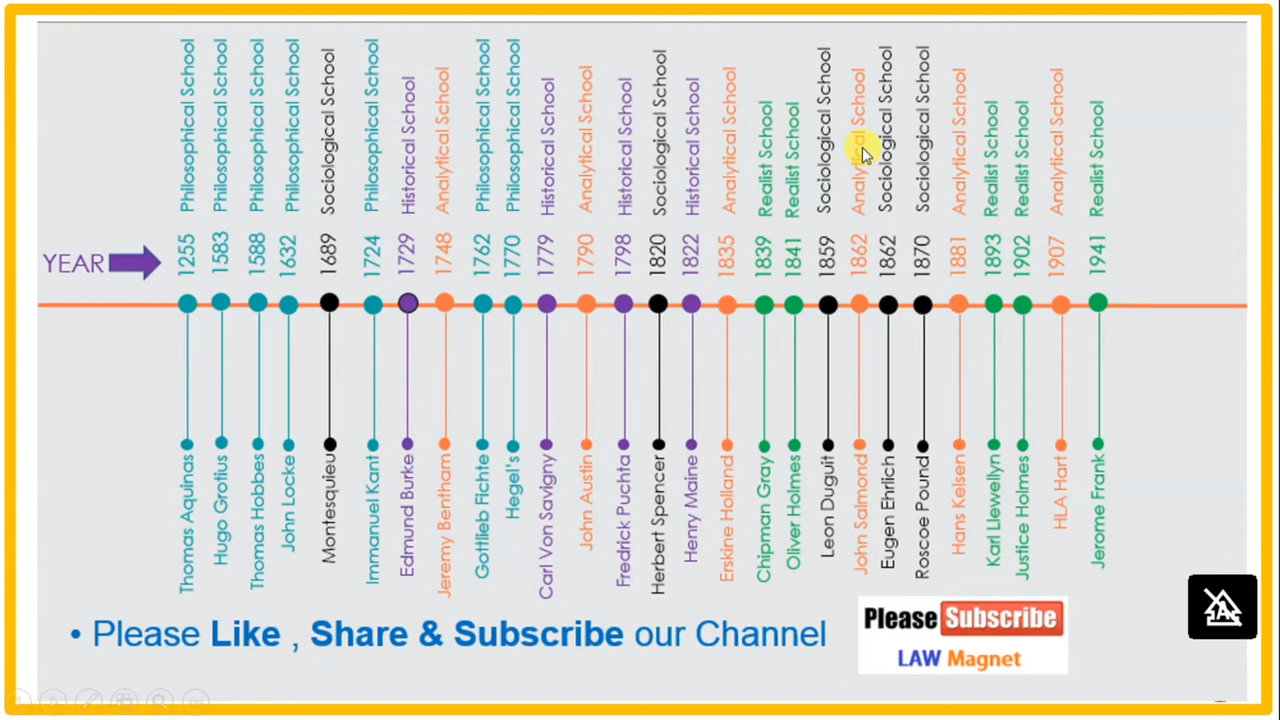 Philosophical School
Philosophical School
Philosophical School
Philosophical School
Sociological School
Philosophical School
Historical School
Analytical School
Philosophical School
Philosophical School
Historical School
Analytical School
Historical School
Sociological School
Historical School
Analytical School
Realist School
Realist School
Sociological School
Analytical School
Sociological School
Sociological School
Analytical School
Realist School
Realist School
Analytical School
Realist School
YEAR
1255
1583
1588
1632
1689
1724
1729
1748
1762
1770
1779
1790
1798
1820
1822
1835
1839
1841
1859
1862
1862
1870
1881
1893
1902
1907
1941
Thomas Aquinas
Hugo Grotius
Thomas Hobbes
John Locke
Montesquieu
Immanuel Kant
Edmund Burke
Jeremy Bentham
Gottlieb Fichte
Hegel's
Carl Von Savigny
John Austin
Fredrick Puchta
Herbert Spencer
Henry Maine
Erskine Holland
Chipman Gray
Oliver Holmes
Leon Duguit
John Salmond
Eugen Ehrlich
Roscoe Pound
Hans Kelsen
Karl Llewellyn
Justice Holmes
HLA Hart
Jerome Frank
• Please Like , Share & Subscribe our Channel
Please Subscribe
LAW Magnet